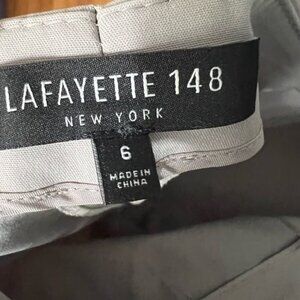 LAFAYETTE 148
NEW YORK
6
MADE IN
CHINA